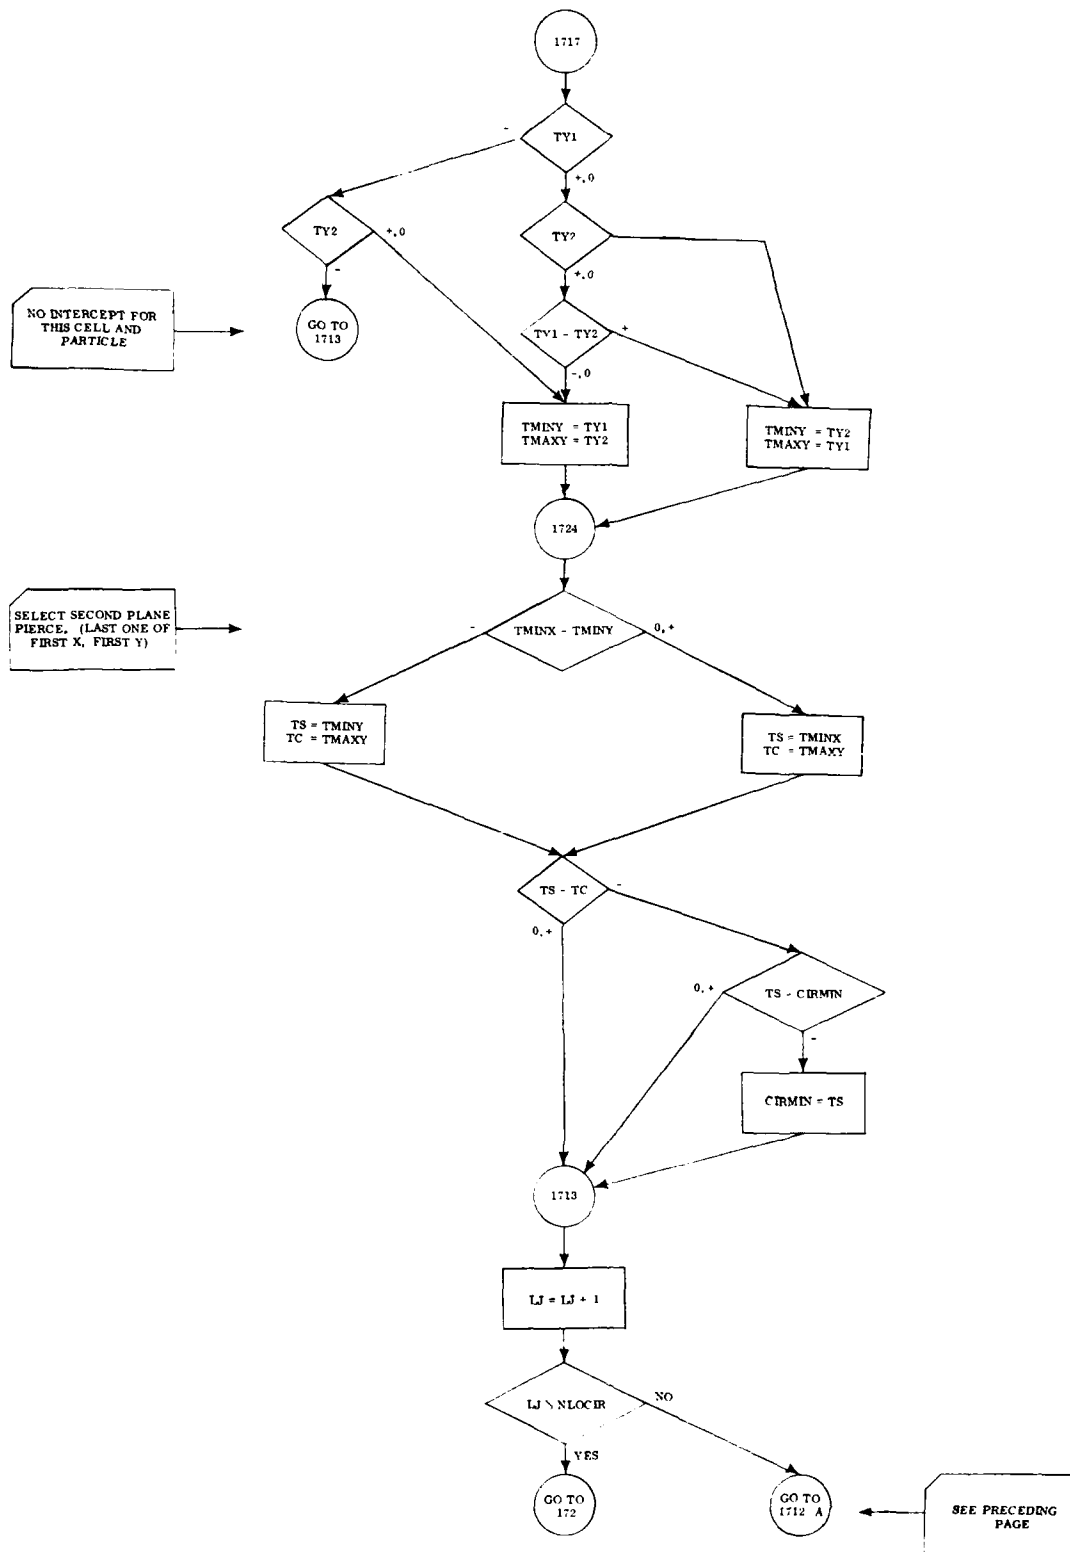 1717
TY1
-
+,0
TY2
+,0
-
TY2
+,0
NO INTERCEPT FOR
THIS CELL AND
PARTICLE
GO TO
1713
TY1 - TY2
+
-,0
TMINY = TY1
TMAXY = TY2
TMINY = TY2
TMAXY = TY1
1724
SELECT SECOND PLANE
PIERCE. (LAST ONE OF
FIRST X, FIRST Y)
-
TMINX - TMINY
0,+
TS = TMINY
TC = TMAXY
TS = TMINX
TC = TMAXY
TS - TC
-
0,+
0,+
TS - CIRMIN
-
CIRMIN = TS
1713
LJ = LJ + 1
LJ > NLOCIR
NO
YES
GO TO
172
GO TO
1712 A
SEE PRECEDING
PAGE